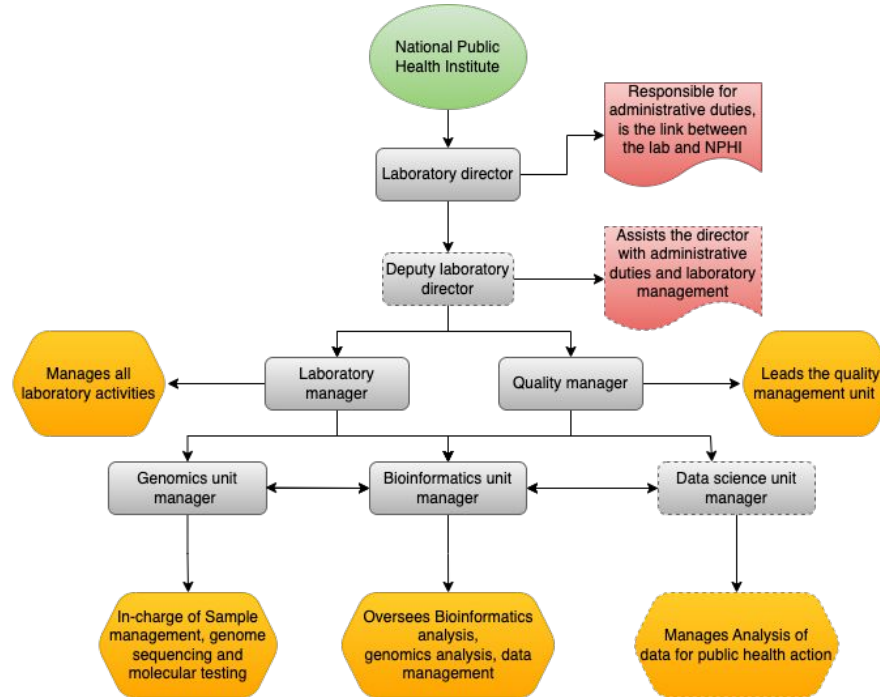 National Public
Health Institute
Responsible for
administrative duties,
is the link between
the lab and NPHI
Laboratory director
Assists the director
with administrative
duties and laboratory
management
Deputy laboratory
director
Manages all
laboratory activities
Laboratory
manager
Quality manager
Leads the quality
management unit
Genomics unit
manager
Bioinformatics unit
manager
Data science unit
manager
In-charge of Sample
management, genome
sequencing and
molecular testing
Oversees Bioinformatics
analysis,
genomics analysis, data
management
Manages Analysis of
data for public health action